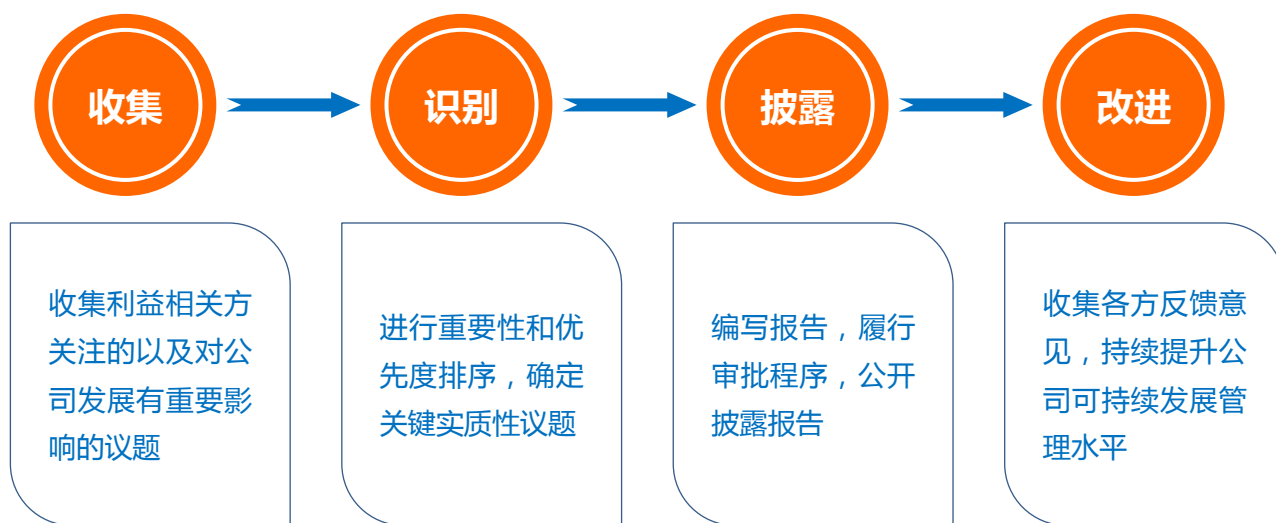 收集
识别
披露
改进
收集利益相关方
关注的以及对公
司发展有重要影
响的议题
进行重要性和优
先度排序，确定
关键实质性议题
编写报告，履行
审批程序，公开
披露报告
收集各方反馈意
见，持续提升公
司可持续发展管
理水平